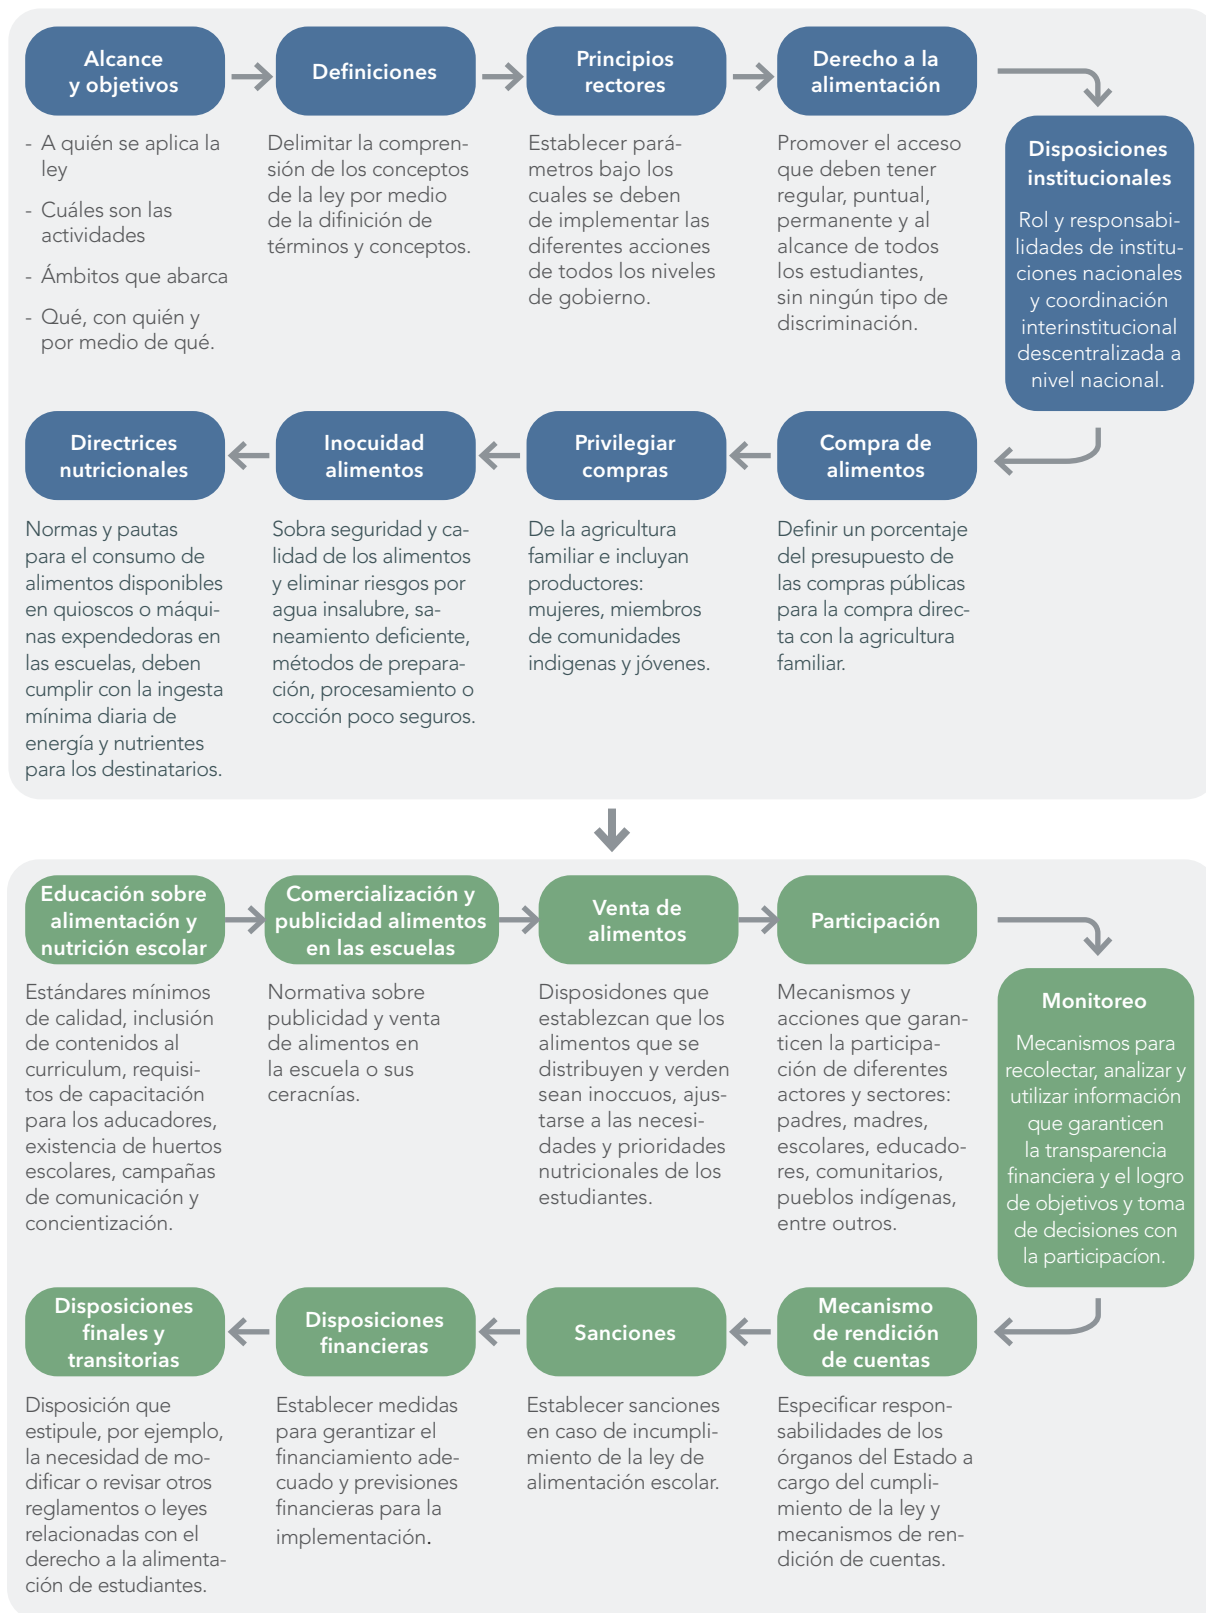 Alcance
y objetivos
- A quién se aplica la
ley
- Cuáles son las
actividades
- Ámbitos que abarca
- Qué, con quién y
por medio de qué.
Definiciones
Delimitar la compren-
sión de los conceptos
de la ley por medio
de la difinición de
términos y conceptos.
Principios
rectores
Establecer pará-
metros bajo los
cuales se deben
de implementar las
diferentes acciones
de todos los niveles
de gobierno.
Derecho a la
alimentación
Promover el acceso
que deben tener
regular, puntual,
permanente y al
alcance de todos
los estudiantes,
sin ningún tipo de
discriminación.
Disposiciones
institucionales
Rol y responsabi-
lidades de institu-
ciones nacionales
y coordinación
interinstitucional
descentralizada a
nivel nacional.
Compra de
alimentos
Definir un porcentaje
del presupuesto de
las compras públicas
para la compra direc-
ta con la agricultura
familiar.
Privilegiar
compras
De la agricultura
familiar e incluyan
productores:
mujeres, miembros
de comunidades
indigenas y jóvenes.
Inocuidad
alimentos
Sobra seguridad y ca-
lidad de los alimentos
y eliminar riesgos por
agua insalubre, sa-
neamiento deficiente,
métodos de prepara-
ción, procesamiento o
cocción poco seguros.
Directrices
nutricionales
Normas y pautas
para el consumo de
alimentos disponibles
en quioscos o máqui-
nas expendedoras en
las escuelas, deben
cumplir con la ingesta
mínima diaria de
energía y nutrientes
para los destinatarios.
Educación sobre
alimentación y
nutrición escolar
Estándares mínimos
de calidad, inclusión
de contenidos al
curriculum, requisi-
tos de capacitación
para los aducadores,
existencia de huertos
escolares, campañas
de comunicación y
concientización.
Comercialización y
publicidad alimentos
en las escuelas
Normativa sobre
publicidad y venta
de alimentos en
la escuela o sus
ceracnías.
Venta de
alimentos
Disposidones que
establezcan que los
alimentos que se
distribuyen y verden
sean inoccuos, ajus-
tarse a las necesi-
dades y prioridades
nutricionales de los
estudiantes.
Participación
Mecanismos y
acciones que garan-
ticen la participa-
ción de diferentes
actores y sectores:
padres, madres,
escolares, educado-
res, comunitarios,
pueblos indígenas,
entre outros.
Monitoreo
Mecanismos para
recolectar, analizar y
utilizar información
que garanticen
la transparencia
financiera y el logro
de objetivos y toma
de decisiones con
la participacíon.
Mecanismo
de rendición
de cuentas
Especificar respon-
sabilidades de los
órganos del Estado a
cargo del cumpli-
miento de la ley y
mecanismos de ren-
dición de cuentas.
Sanciones
Establecer sanciones
en caso de incumpli-
miento de la ley de
alimentación escolar.
Disposiciones
financieras
Establecer medidas
para gerantizar el
financiamiento ade-
cuado y previsiones
financieras para la
implementación.
Disposiciones
finales y
transitorias
Disposición que
estipule, por ejemplo,
la necesidad de mo-
dificar o revisar otros
reglamentos o leyes
relacionadas con el
derecho a la alimenta-
ción de estudiantes.